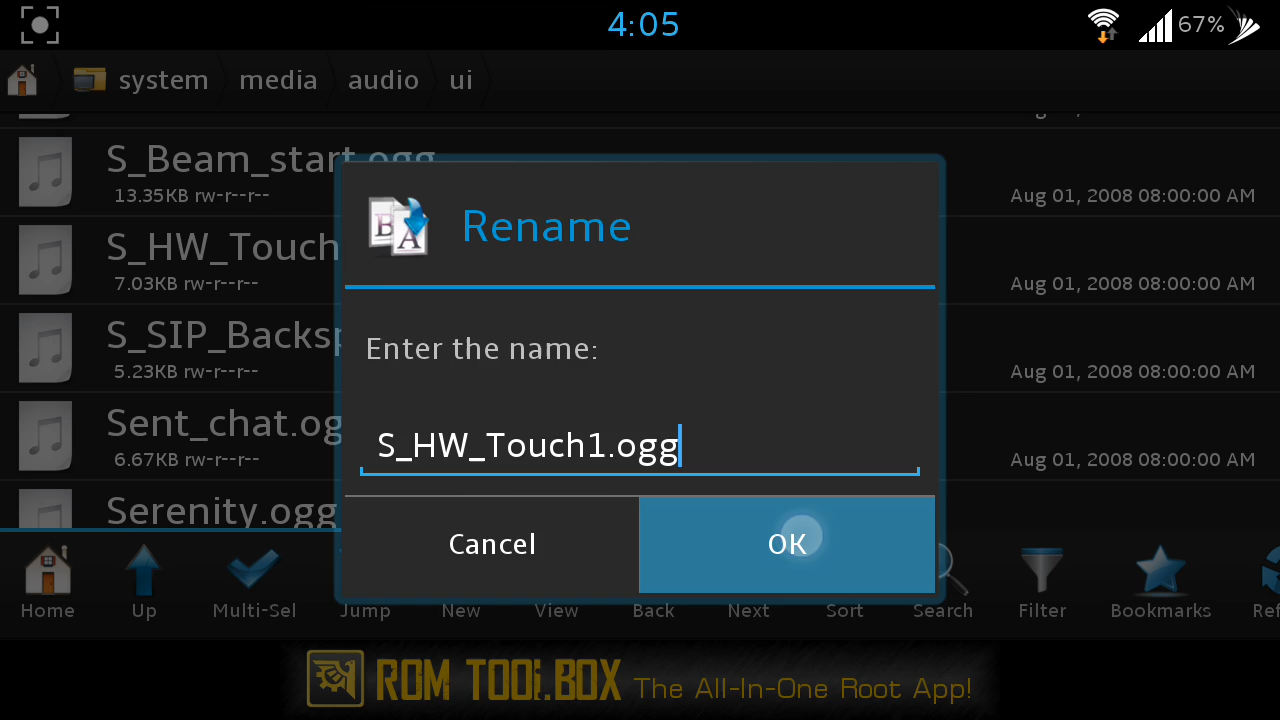 4:05
67%
system media audio ui
S_Beam_start.ogg
13.35KB rw-r--r--
Aug 01, 2008 08:00:00 AM
S_HW_Touch
7.03KB rw-r--r--
Aug 01, 2008 08:00:00 AM
S_SIP_Backsp
5.23KB rw-r--r--
Aug 01, 2008 08:00:00 AM
Sent_chat.og
6.67KB rw-r--r--
Aug 01, 2008 08:00:00 AM
Serenity.ogg
Rename
Enter the name:
S_HW_Touch1.ogg
Cancel OK
Home Up Multi-Sel Jump New View Back Next Sort Search Filter Bookmarks Ref
ROM TOOLBOX The All-In-One Root App!